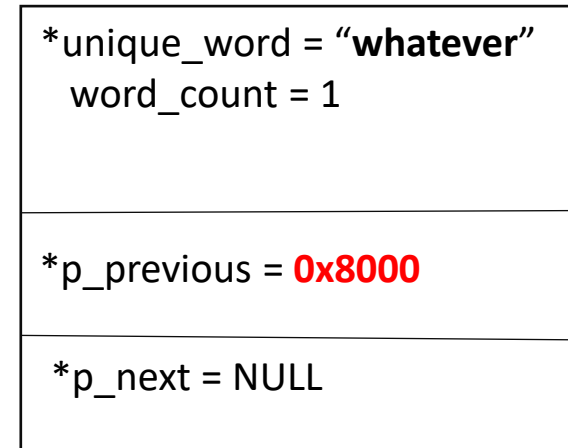 *unique_word = “whatever”
word_count = 1
*p_previous = 0x8000
*p_next = NULL